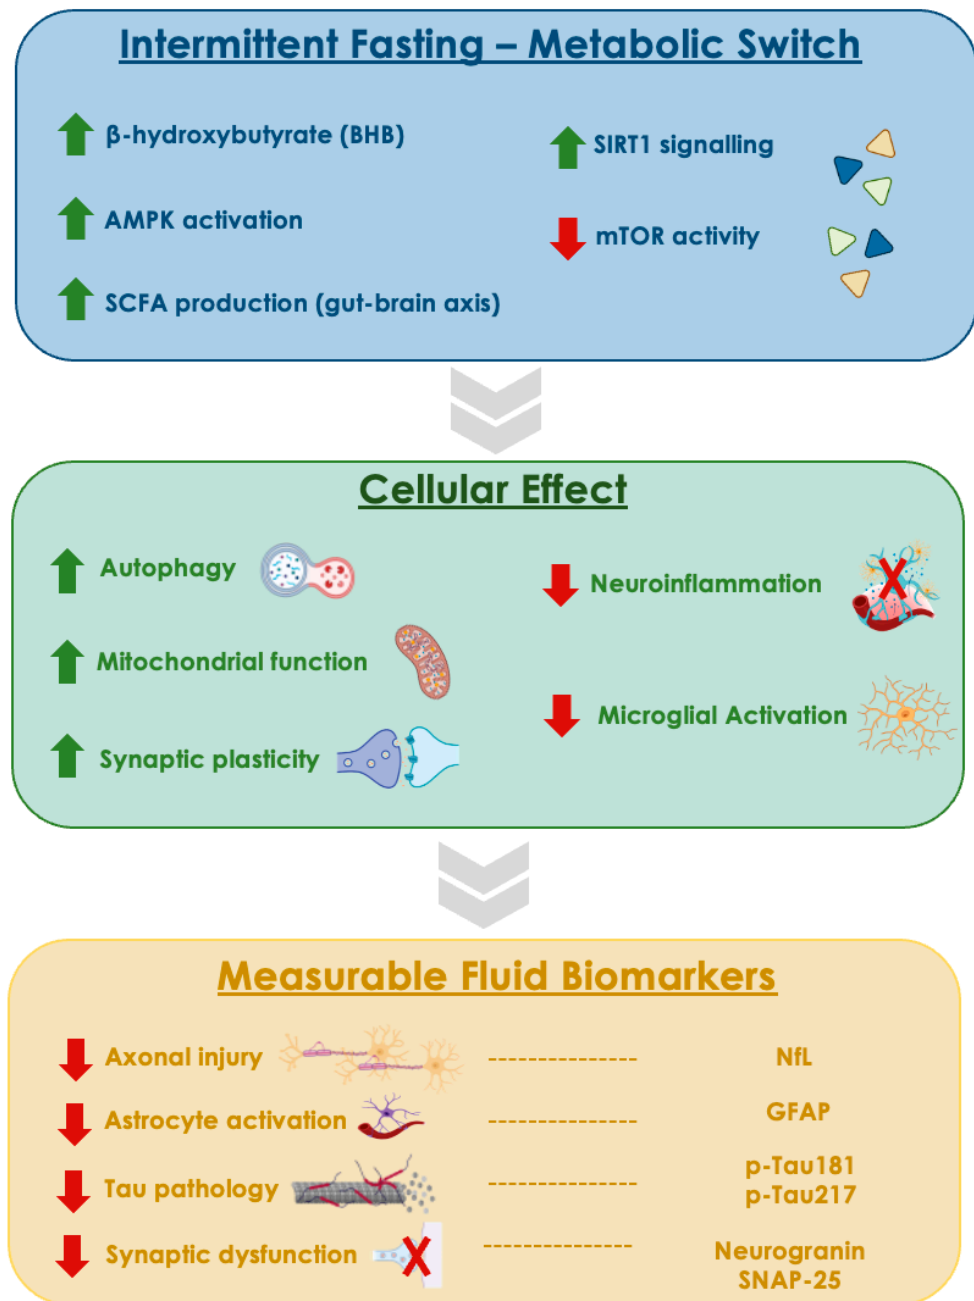 Intermittent Fasting – Metabolic Switch
β-hydroxybutyrate (BHB)
AMPK activation
SCFA production (gut-brain axis)
SIRT1 signalling
mTOR activity
Cellular Effect
Autophagy
Mitochondrial function
Synaptic plasticity
Neuroinflammation
Microglial Activation
Measurable Fluid Biomarkers
Axonal injury -------------- NfL
Astrocyte activation -------------- GFAP
Tau pathology -------------- p-Tau181
p-Tau217
Synaptic dysfunction -------------- Neurogranin
SNAP-25